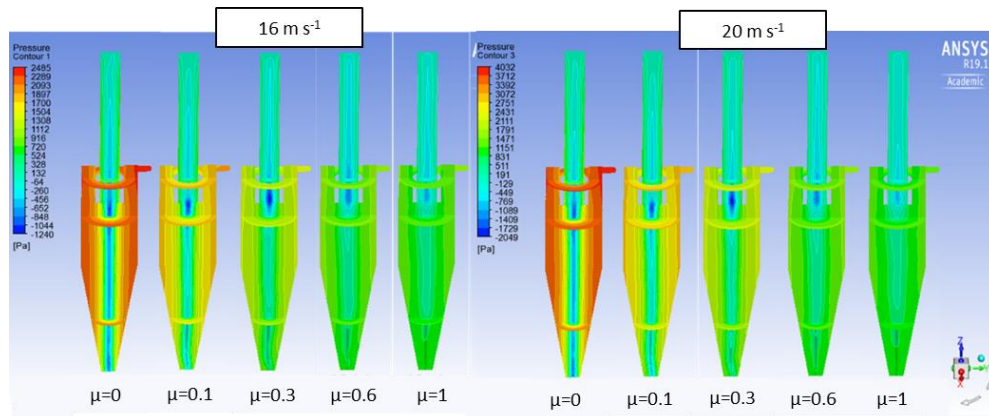 16 m s-1
20 m s-1
Pressure
Contour 1
2485
2289
2093
1897
1700
1504
1308
1112
916
720
524
328
132
-64
-260
-456
-652
-848
-1044
-1240
[Pa]
Pressure
Contour 3
4032
3712
3392
3072
2751
2431
2111
1791
1471
1151
831
511
191
-129
-449
-769
-1089
-1409
-1729
-2049
[Pa]
ANSYS
R19.1
Academic
μ=0 μ=0.1 μ=0.3 μ=0.6 μ=1
μ=0 μ=0.1 μ=0.3 μ=0.6 μ=1
Z
X